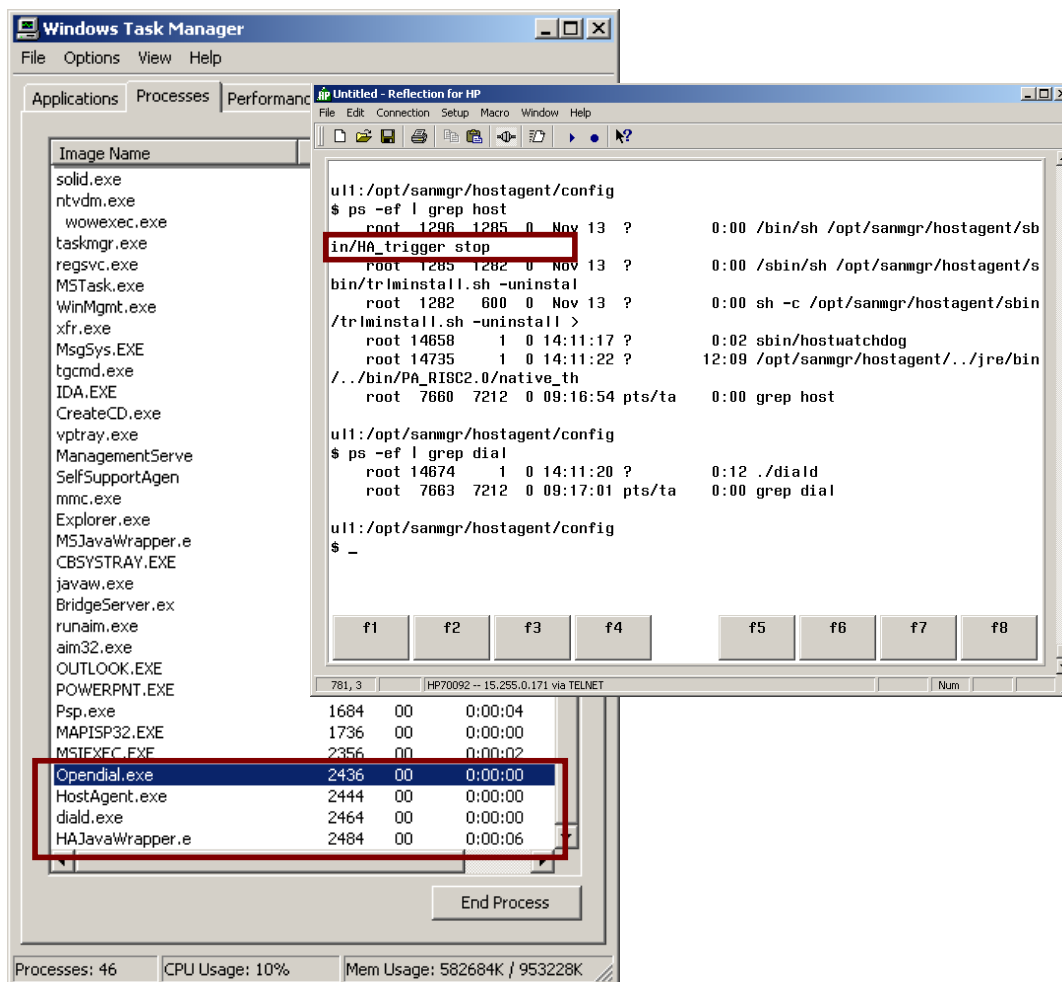 Windows Task Manager
File Options View Help
Applications Processes
Image Name
solid.exe
ntvdm.exe
wowexec.exe
taskmgr.exe
regsvc.exe
MSTask.exe
WinMgmt.exe
xfr.exe
MsgSys.EXE
tgcmd.exe
IDA.EXE
CreateCD.exe
vptray.exe
ManagementServe
SelfSupportAgen
mmc.exe
Explorer.exe
MSJavaWrapper.e
CBSYSTRAY.EXE
javaw.exe
BridgeServer.ex
runaim.exe
aim32.exe
OUTLOOK.EXE
POWERPNT.EXE
Psp.exe 1684 00 0:00:04
MAPISP32.EXE 1736 00 0:00:00
MSIEXEC.EXE 2356 00 0:00:02
Opendial.exe 2436 00 0:00:00
HostAgent.exe 2444 00 0:00:00
diald.exe 2464 00 0:00:00
HAJavaWrapper.e 2484 00 0:00:06
End Process
Processes: 46 CPU Usage: 10% Mem Usage: 582684K / 953228K
Untitled - Reflection for HP
File Edit Connection Setup Macro Window Help
ul1:/opt/sanmgr/hostagent/config
$ ps -ef | grep host
root 1296 1285 0 Nov 13 ? 0:00 /bin/sh /opt/sanmgr/hostagent/sb
in/HA_trigger stop
root 1285 1282 0 Nov 13 ? 0:00 /sbin/sh /opt/sanmgr/hostagent/s
bin/trlminstall.sh -uninstal
root 1282 600 0 Nov 13 ? 0:00 sh -c /opt/sanmgr/hostagent/sbin
/trlminstall.sh -uninstall >
root 14658 1 0 14:11:17 ? 0:02 sbin/hostwatchdog
root 14735 1 0 14:11:22 ? 12:09 /opt/sanmgr/hostagent/../jre/bin
/../bin/PA_RISC2.0/native_th
root 7660 7212 0 09:16:54 pts/ta 0:00 grep host
ul1:/opt/sanmgr/hostagent/config
$ ps -ef | grep dial
root 14674 1 0 14:11:20 ? 0:12 ./diald
root 7663 7212 0 09:17:01 pts/ta 0:00 grep dial
ul1:/opt/sanmgr/hostagent/config
$ _
f1 f2 f3 f4 f5 f6 f7 f8
781, 3 HP70092 -- 15.255.0.171 via TELNET Num